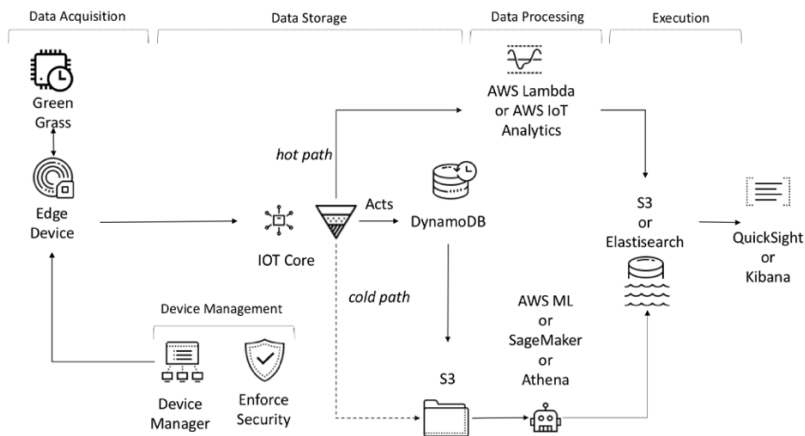 Data Acquisition
Data Storage
Data Processing
Execution
Green
Grass
Edge
Device
hot path
IOT Core
Acts
DynamoDB
cold path
AWS Lambda
or AWS IoT
Analytics
S3
or
Elastisearch
QuickSight
or
Kibana
Device Management
Device
Manager
Enforce
Security
S3
AWS ML
or
SageMaker
or
Athena